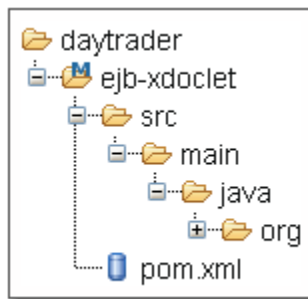 daytrader
ejb-xdoclet
src
main
java
org
pom.xml